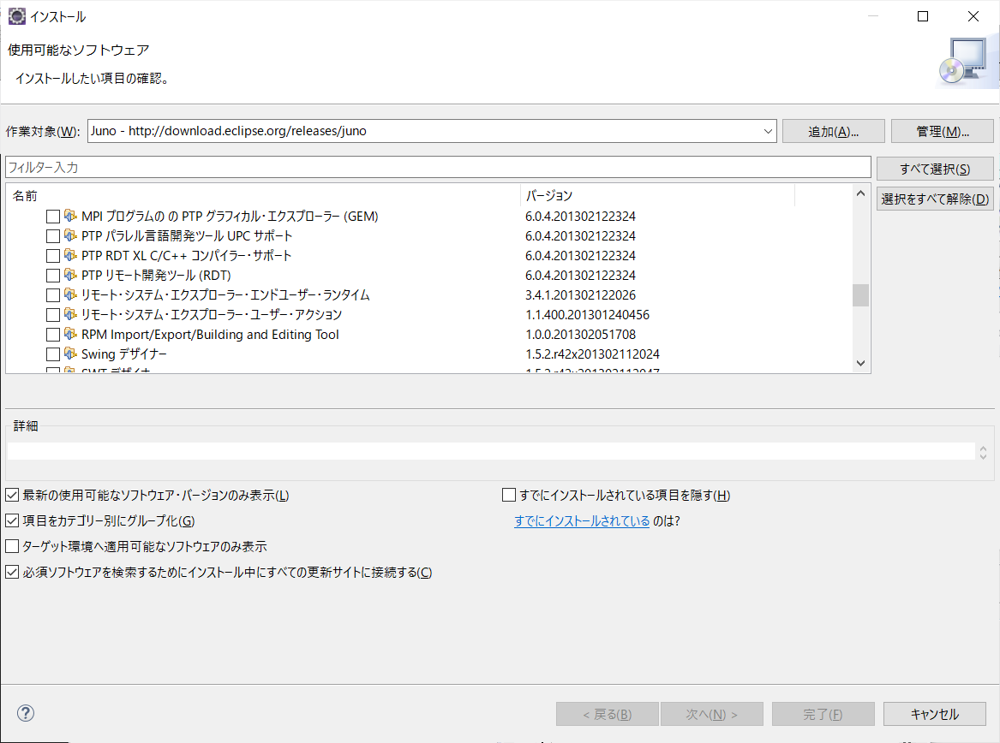 インストール
使用可能なソフトウェア
インストールしたい項目の確認。
作業対象(W): Juno - http://download.eclipse.org/releases/juno 追加(A)... 管理(M)...
フィルター入力 すべて選択(S)
名前 バージョン 選択をすべて解除(D)
MPI プログラムの の PTP グラフィカル・エクスプローラー (GEM) 6.0.4.201302122324
PTP パラレル言語開発ツール UPC サポート 6.0.4.201302122324
PTP RDT XL C/C++ コンパイラー・サポート 6.0.4.201302122324
PTP リモート開発ツール (RDT) 6.0.4.201302122324
リモート・システム・エクスプローラー・エンドユーザー・ランタイム 3.4.1.201302122026
リモート・システム・エクスプローラー・ユーザー・アクション 1.1.400.201301240456
RPM Import/Export/Building and Editing Tool 1.0.0.201302051708
Swing デザイナー 1.5.2.r42x201302112024
SWT デザイナー 1.5.2.r42x201302112047
詳細
最新の使用可能なソフトウェア・バージョンのみ表示(L) すでにインストールされている項目を隠す(H)
項目をカテゴリー別にグループ化(G) すでにインストールされている のは?
ターゲット環境へ適用可能なソフトウェアのみ表示
必須ソフトウェアを検索するためにインストール中にすべての更新サイトに接続する(C)
? < 戻る(B) 次へ(N) > 完了(F) キャンセル